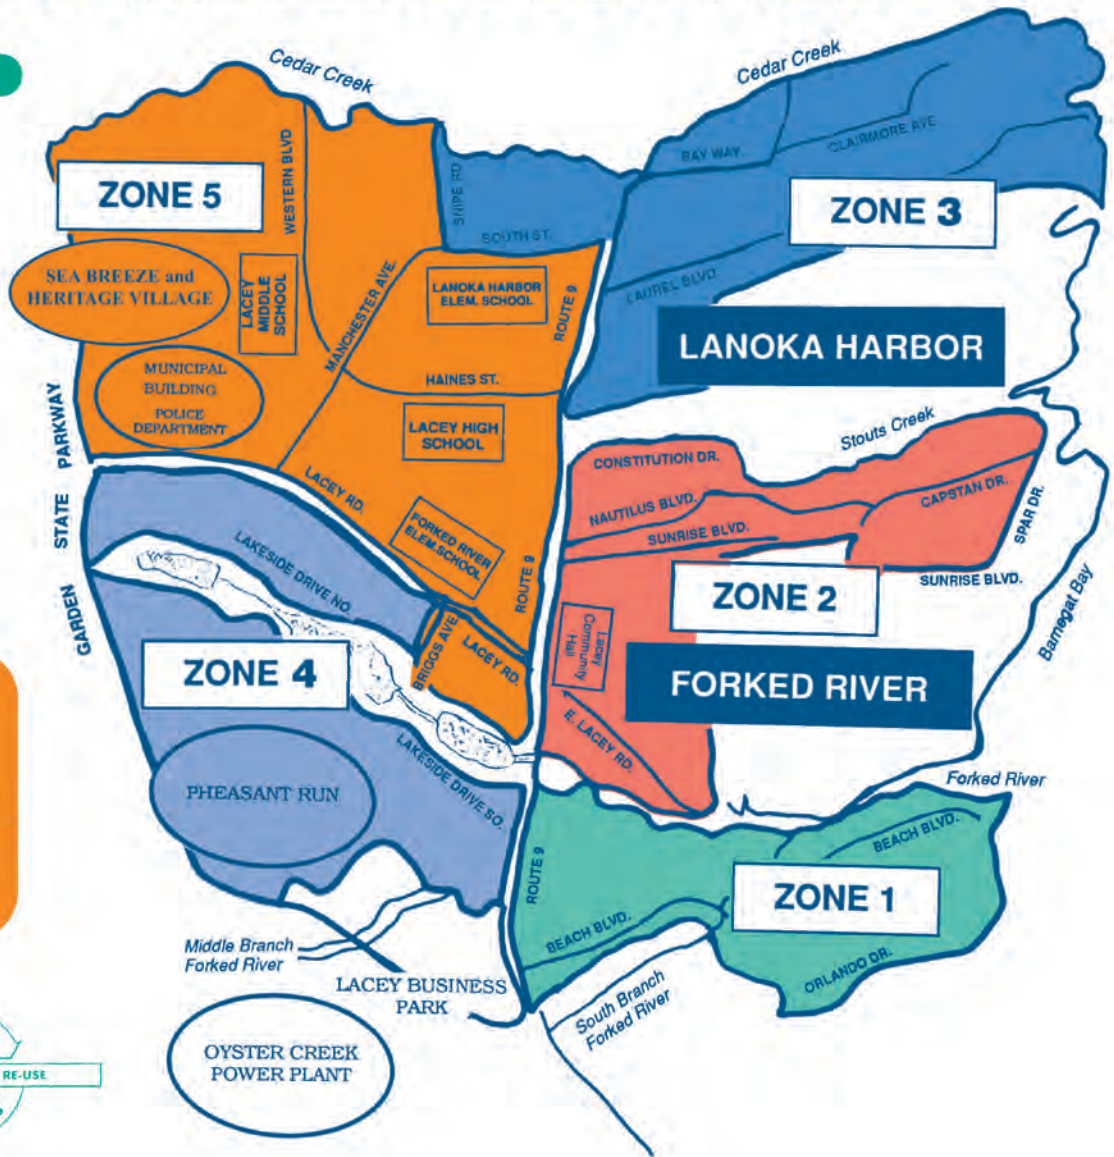 Cedar Creek
Cedar Creek
BAY WAY.
CLAIRMORE AVE
WESTERN BLVD
SNIPE RD
ZONE 5
ZONE 3
SOUTH ST.
SEA BREEZE and
HERITAGE VILLAGE
LACEY
MIDDLE
SCHOOL
MANCHESTER AVE.
LANOKA HARBOR
ELEM. SCHOOL
ROUTE 9
LAUREL BLVD.
LANOKA HARBOR
MUNICIPAL
BUILDING
POLICE
DEPARTMENT
HAINES ST.
LACEY HIGH
SCHOOL
GARDEN STATE PARKWAY
LACEY RD.
Stouts Creek
CONSTITUTION DR.
NAUTILUS BLVD.
CAPSTAN DR.
SPAR DR.
SUNRISE BLVD.
FORKED RIVER
ELEM.SCHOOL
LAKESIDE DRIVE NO.
SUNRISE BLVD.
ROUTE 9
ZONE 2
Barnegat Bay
Lacey
Community
Hall
BRIGGS AVE.
LACEY RD.
ZONE 4
FORKED RIVER
E. LACEY RD.
LAKESIDE DRIVE SO.
PHEASANT RUN
Forked River
BEACH BLVD.
ROUTE 9
ZONE 1
BEACH BLVD.
ORLANDO DR.
Middle Branch
Forked River
LACEY BUSINESS
PARK
South Branch
Forked River
OYSTER CREEK
POWER PLANT
RE-USE